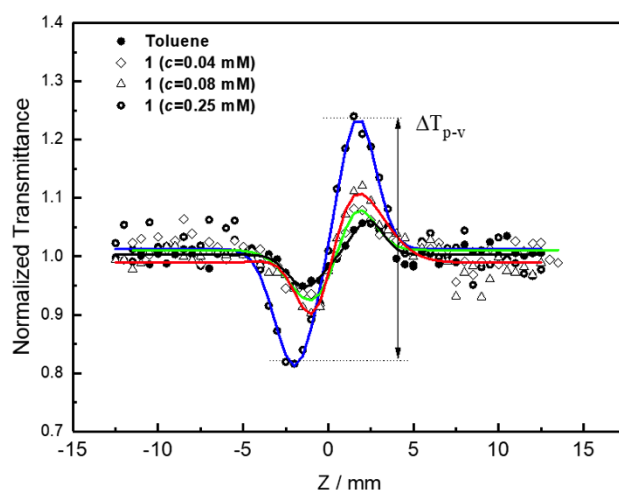 1.4
1.3
1.2
1.1
1.0
0.9
0.8
0.7
Normalized Transmittance
Toluene
1 (c=0.04 mM)
1 (c=0.08 mM)
1 (c=0.25 mM)
ΔTp-v
-15
-10
-5
0
5
10
15
Z / mm